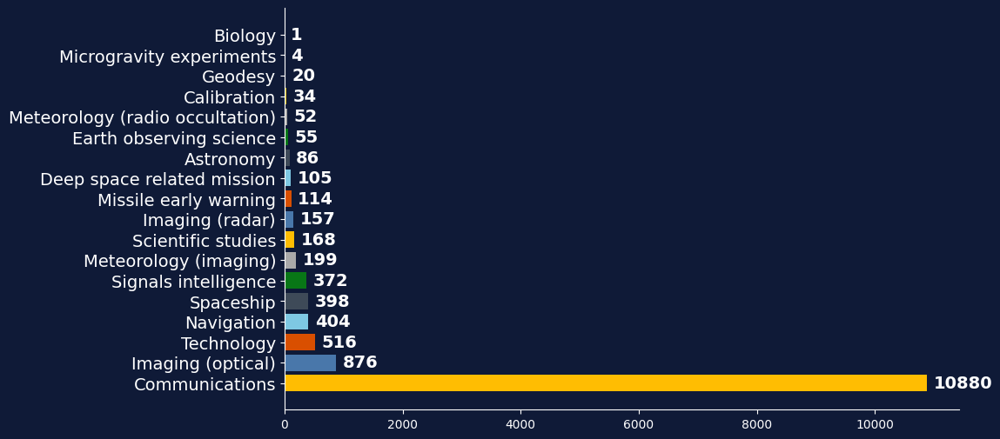 Biology 1
Microgravity experiments 4
Geodesy 20
Calibration 34
Meteorology (radio occultation) 52
Earth observing science 55
Astronomy 86
Deep space related mission 105
Missile early warning 114
Imaging (radar) 157
Scientific studies 168
Meteorology (imaging) 199
Signals intelligence 372
Spaceship 398
Navigation 404
Technology 516
Imaging (optical) 876
Communications 10880
0 2000 4000 6000 8000 10000